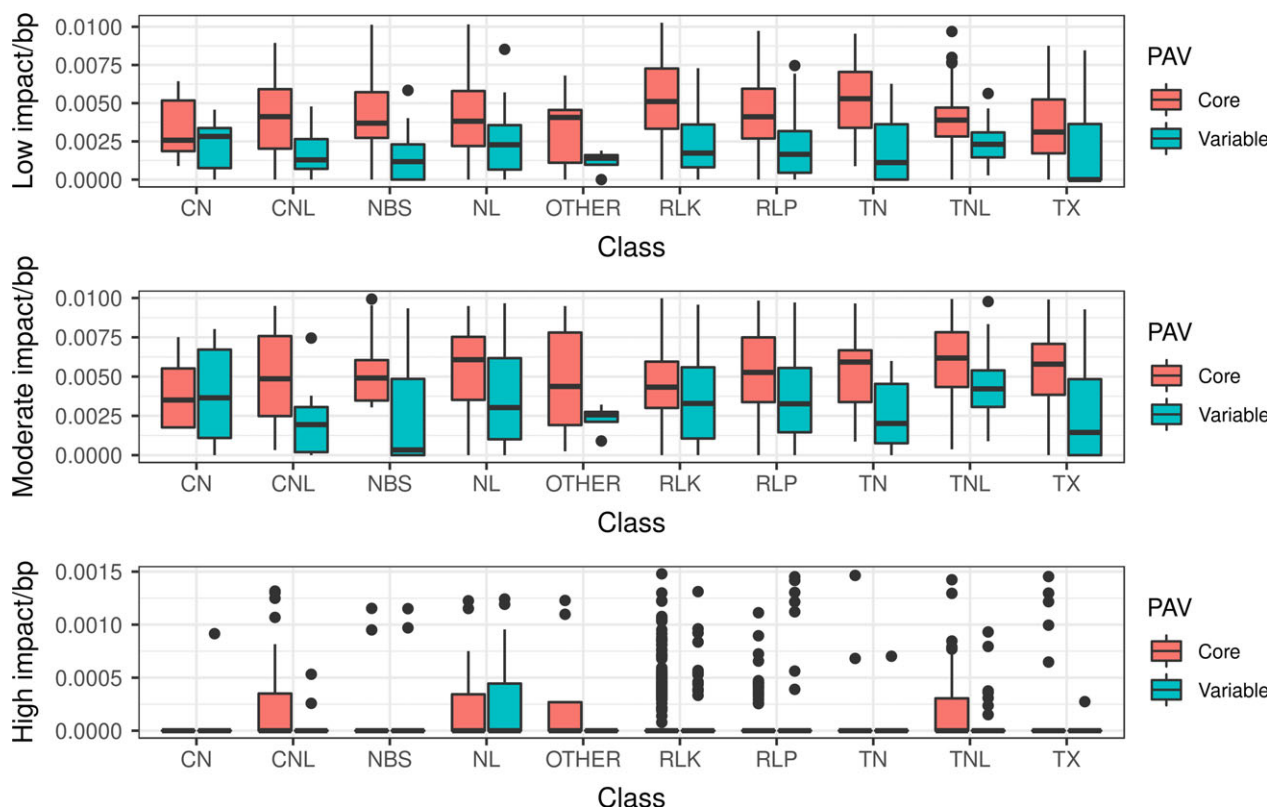 Low impact/bp
0.0100
0.0075
0.0050
0.0025
0.0000
CN CNL NBS NL OTHER RLK RLP TN TNL TX
Class
PAV
Core
Variable
Moderate impact/bp
0.0100
0.0075
0.0050
0.0025
0.0000
CN CNL NBS NL OTHER RLK RLP TN TNL TX
Class
PAV
Core
Variable
High impact/bp
0.0015
0.0010
0.0005
0.0000
CN CNL NBS NL OTHER RLK RLP TN TNL TX
Class
PAV
Core
Variable